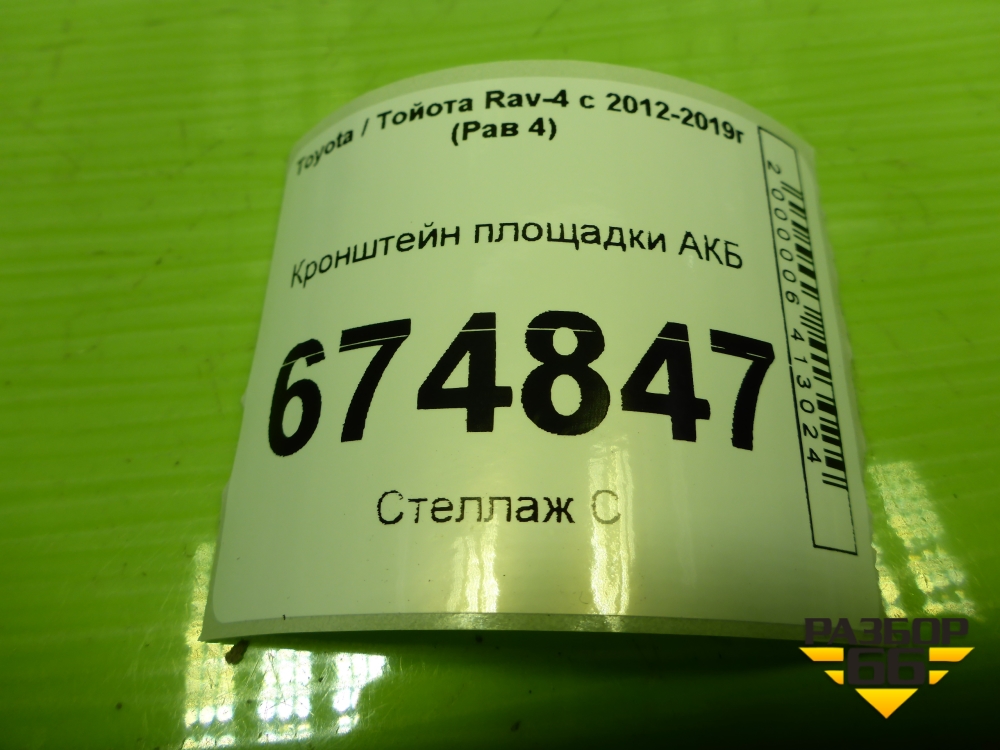 Toyota / Тойота Rav-4 с 2012-2019г
(Рав 4)
Кронштейн площадки АКБ
674847
Стеллаж С
2000006413024
РАЗБОР
66